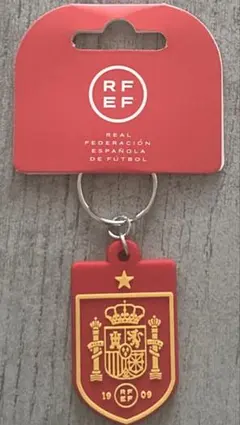 RF
EF
REAL
FEDERACIÓN
ESPAÑOLA
DE FÚTBOL
19 RF 09
EF